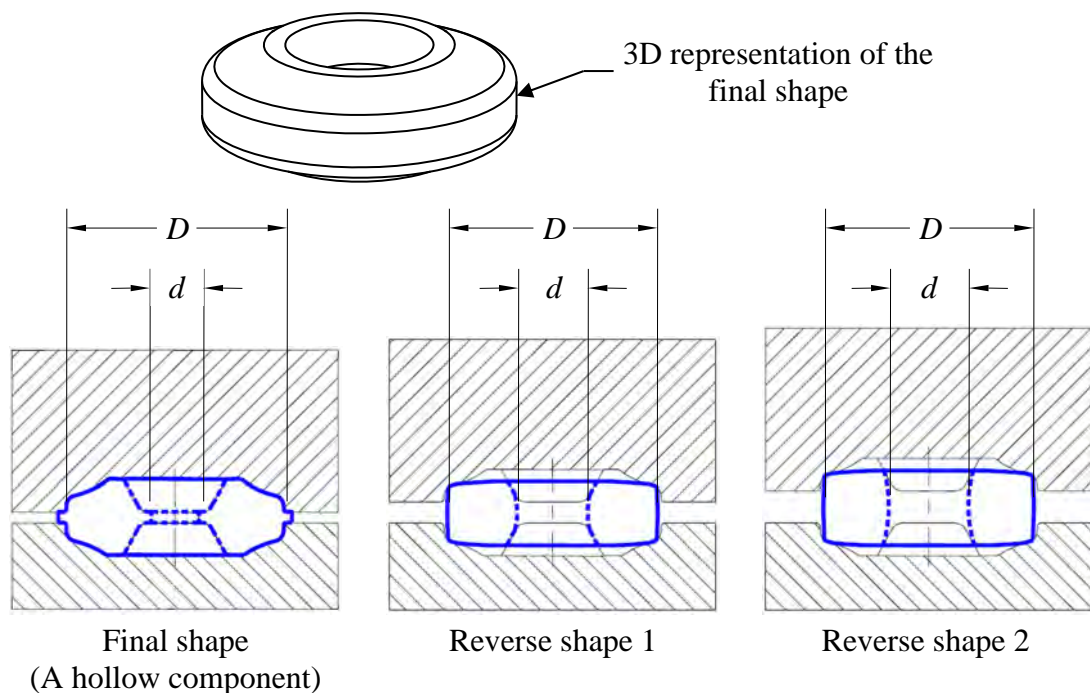 3D representation of the
final shape
D
D
D
d
d
d
Final shape
(A hollow component)
Reverse shape 1
Reverse shape 2